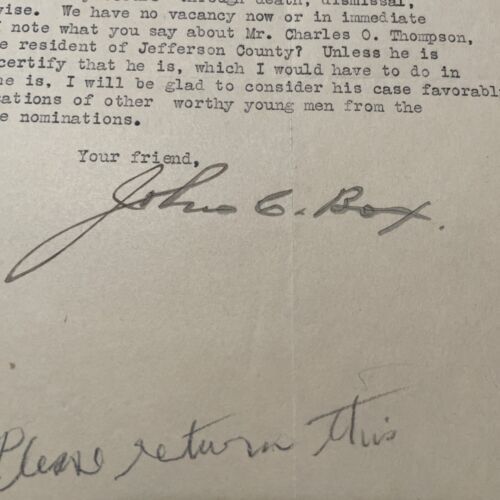 through death, dismissal,
wise. We have no vacancy now or in immediate
I note what you say about Mr. Charles O. Thompson,
e resident of Jefferson County? Unless he is
certify that he is, which I would have to do in
he is, I will be glad to consider his case favorabl
ations of other worthy young men from the
e nominations.
Your friend,
John C. Box.
Please return this